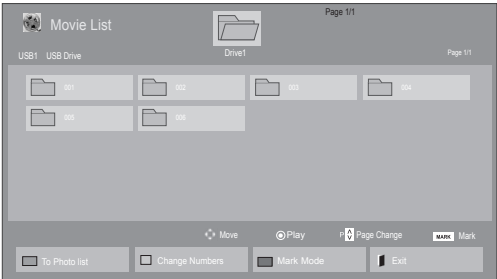 Page 1/1
Movie List
Drive1
USB1 USB Drive
Page 1/1
001 002 003 004
005 006
Move Play P Page Change MARK Mark
To Photo list Change Numbers Mark Mode Exit